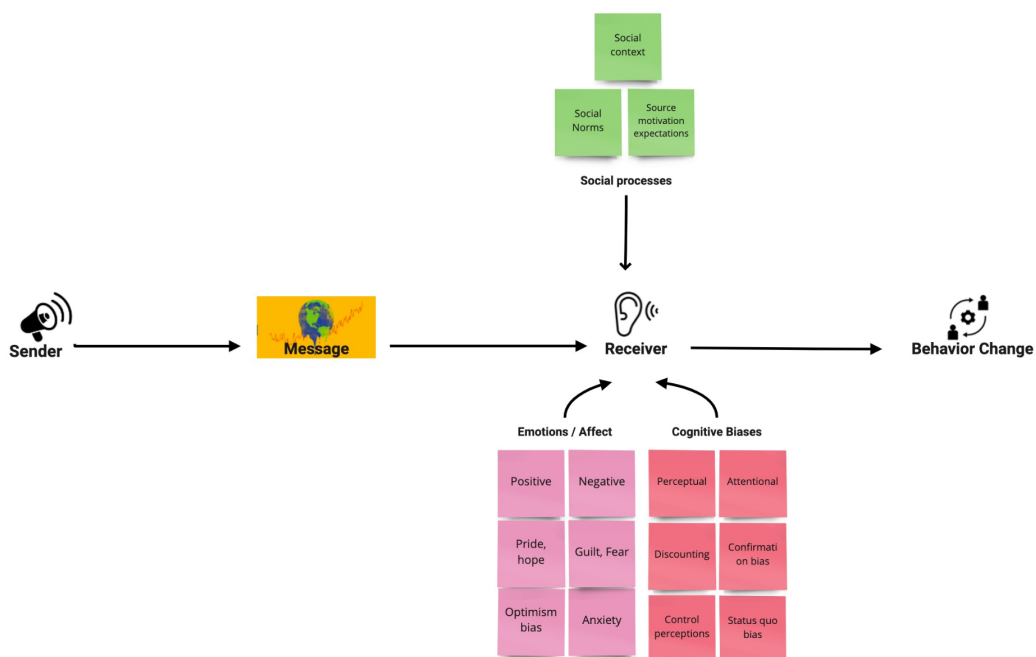 Social
context
Social
Norms
Source
motivation
expectations
Social processes
Sender
Message
Receiver
Behavior Change
Emotions / Affect
Cognitive Biases
Positive
Negative
Perceptual
Attentional
Pride,
hope
Guilt, Fear
Discounting
Confirmati
on bias
Optimism
bias
Anxiety
Control
perceptions
Status quo
bias